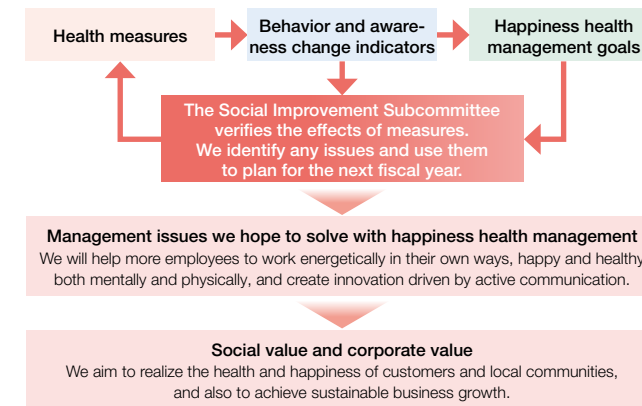 Health measures
Behavior and aware-
ness change indicators
Happiness health
management goals
The Social Improvement Subcommittee
verifies the effects of measures.
We identify any issues and use them
to plan for the next fiscal year.
Management issues we hope to solve with happiness health management
We will help more employees to work energetically in their own ways, happy and healthy
both mentally and physically, and create innovation driven by active communication.
Social value and corporate value
We aim to realize the health and happiness of customers and local communities,
and also to achieve sustainable business growth.